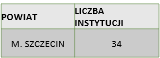 POWIAT
LICZBA
INSTYTUCJI
M. SZCZECIN
34